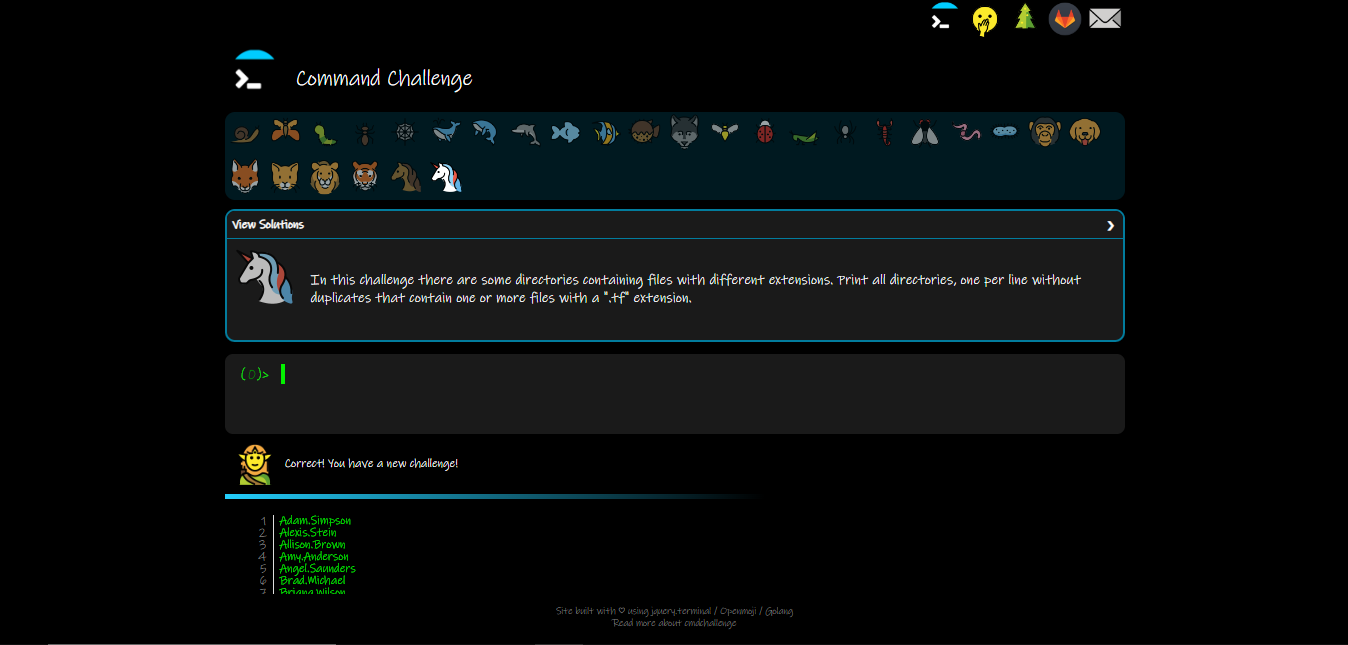 Command Challenge
View Solutions
In this challenge there are some directories containing files with different extensions. Print all directories, one per line without
duplicates that contain one or more files with a ".tf" extension.
(0)>
Correct! You have a new challenge!
1 Adam.Simpson
2 Alexis.Stein
3 Allison.Brown
4 Amy.Anderson
5 Angel.Saunders
6 Brad.Michael
7 Briana.Wilson
Site built with ♡ using jquery.terminal / Openmoji / Golang
Read more about cmdchallenge